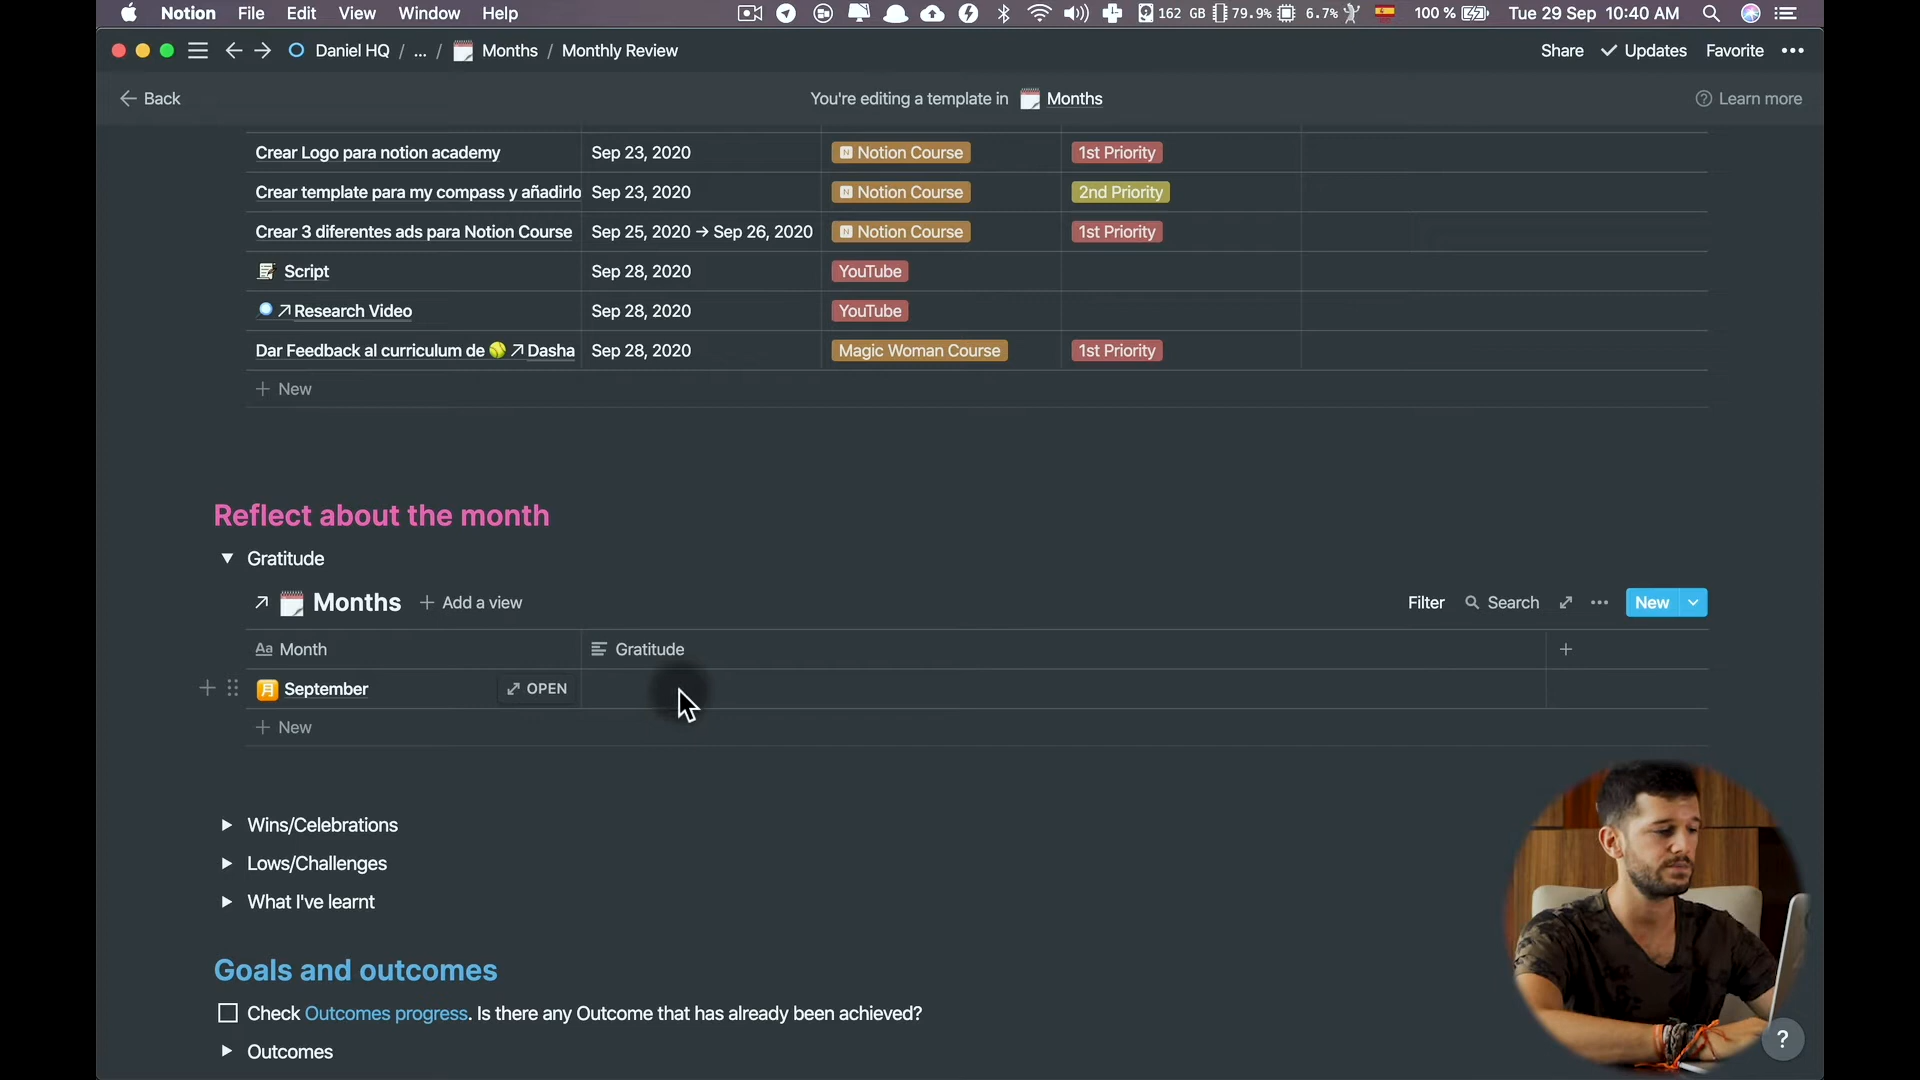 Notion File Edit View Window Help 162 GB 79.9% 6.7% 100 % Tue 29 Sep 10:40 AM
Daniel HQ / ... / Months / Monthly Review Share Updates Favorite •••
Back You're editing a template in Months Learn more
Crear Logo para notion academy Sep 23, 2020 Notion Course 1st Priority
Crear template para my compass y añadirlo Sep 23, 2020 Notion Course 2nd Priority
Crear 3 diferentes ads para Notion Course Sep 25, 2020 → Sep 26, 2020 Notion Course 1st Priority
Script Sep 28, 2020 YouTube
Research Video Sep 28, 2020 YouTube
Dar Feedback al curriculum de Dasha Sep 28, 2020 Magic Woman Course 1st Priority
+ New
Reflect about the month
Gratitude
Months + Add a view Filter Search ••• New
Aa Month Gratitude +
月 September OPEN
+ New
Wins/Celebrations
Lows/Challenges
What I've learnt
Goals and outcomes
Check Outcomes progress. Is there any Outcome that has already been achieved?
Outcomes ?